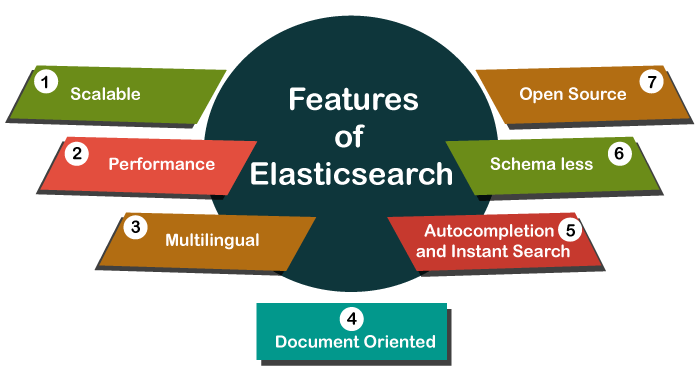 Features
of
Elasticsearch
1
Scalable
2
Performance
3
Multilingual
4
Document Oriented
5
Autocompletion
and Instant Search
6
Schema less
7
Open Source